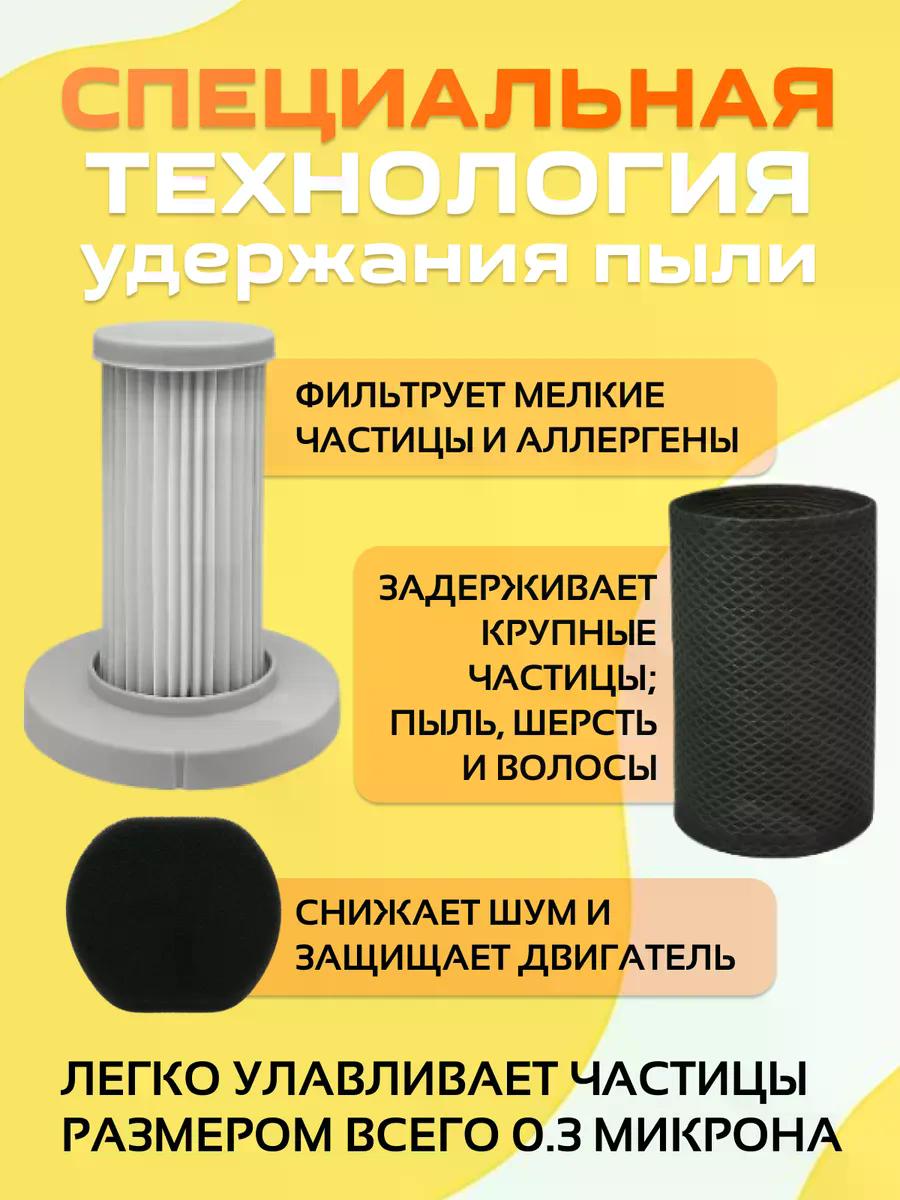 СПЕЦИАЛЬНАЯ
ТЕХНОЛОГИЯ
удержания пыли
ФИЛЬТРУЕТ МЕЛКИЕ
ЧАСТИЦЫ И АЛЛЕРГЕНЫ
ЗАДЕРЖИВАЕТ
КРУПНЫЕ
ЧАСТИЦЫ;
ПЫЛЬ, ШЕРСТЬ
И ВОЛОСЫ
СНИЖАЕТ ШУМ И
ЗАЩИЩАЕТ ДВИГАТЕЛЬ
ЛЕГКО УЛАВЛИВАЕТ ЧАСТИЦЫ
РАЗМЕРОМ ВСЕГО 0.3 МИКРОНА